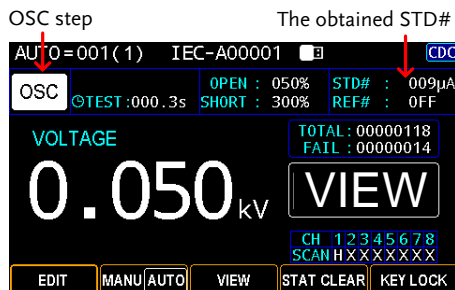 OSC step The obtained STD#
AUTO=001(1) IEC-A00001 CDC
OSC OPEN : 050% STD# : 009µA
TEST:000.3s SHORT : 300% REF# : OFF
VOLTAGE TOTAL:00000118
FAIL :00000014
0.050kV VIEW
CH 12345678
SCAN HXXXXXXX
EDIT MANU AUTO VIEW STAT CLEAR KEY LOCK